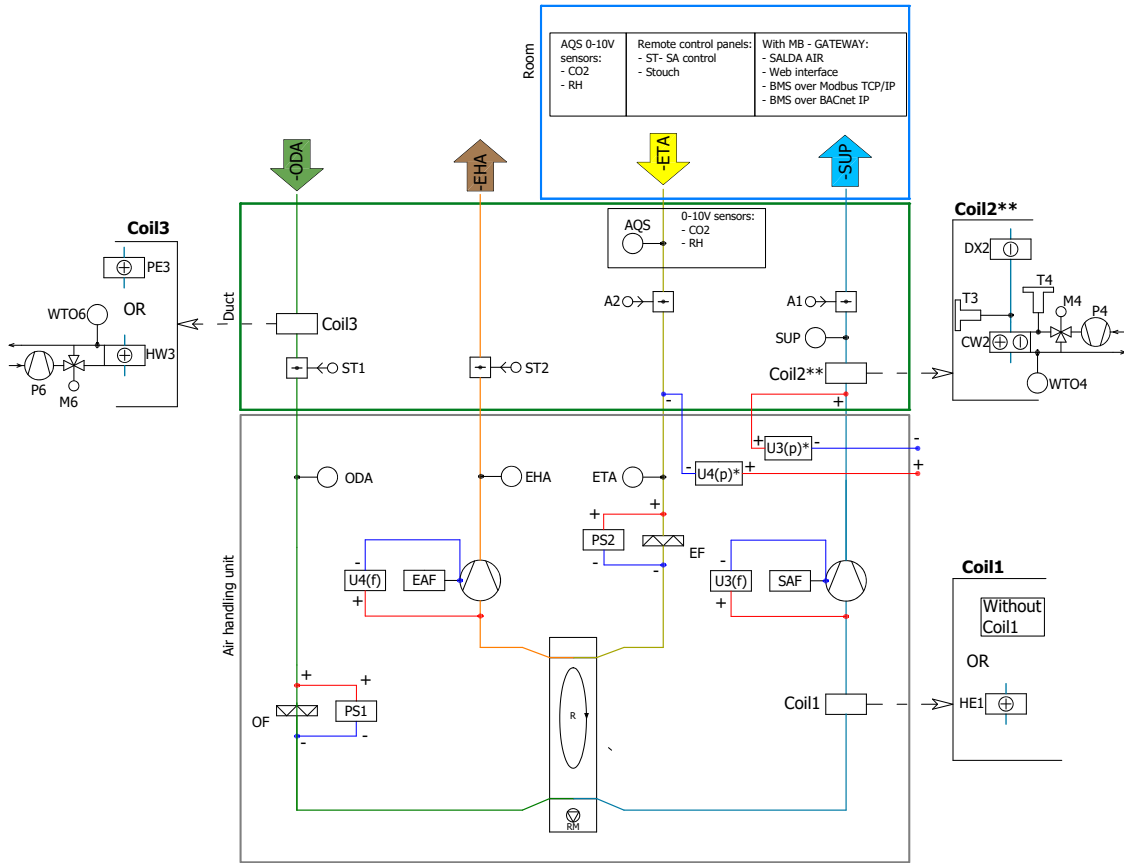 Room
AQS 0-10V
sensors:
- CO2
- RH
Remote control panels:
- ST- SA control
- Stouch
With MB - GATEWAY:
- SALDA AIR
- Web interface
- BMS over Modbus TCP/IP
- BMS over BACnet IP
-ODA
-EHA
-ETA
-SUP
Duct
AQS
0-10V sensors:
- CO2
- RH
A2
A1
SUP
Coil3
Coil2**
ST1
ST2
Coil3
PE3
OR
WTO6
HW3
P6
M6
Coil2**
DX2
T3
T4
M4
P4
CW2
WTO4
-
+
+
U3(p)*
-
-
-
U4(p)*
+
+
Air handling unit
ODA
EHA
ETA
+
+
PS2
EF
-
-
-
U4(f)
EAF
+
-
U3(f)
SAF
+
+
+
OF
PS1
-
-
R
RM
Coil1
Coil1
Without
Coil1
OR
HE1